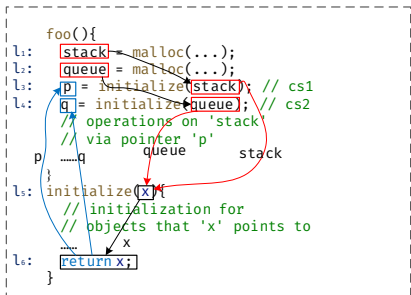 foo(){
l₁: stack = malloc(...);
l₂: queue = malloc(...);
l₃: p = initialize(stack); // cs1
l₄: q = initialize(queue); // cs2
// operations on 'stack'
// via pointer 'p'
queue
stack
p ……q
}
l₅: initialize(x){
// initialization for
// objects that 'x' points to
…… x
l₆: return x;
}